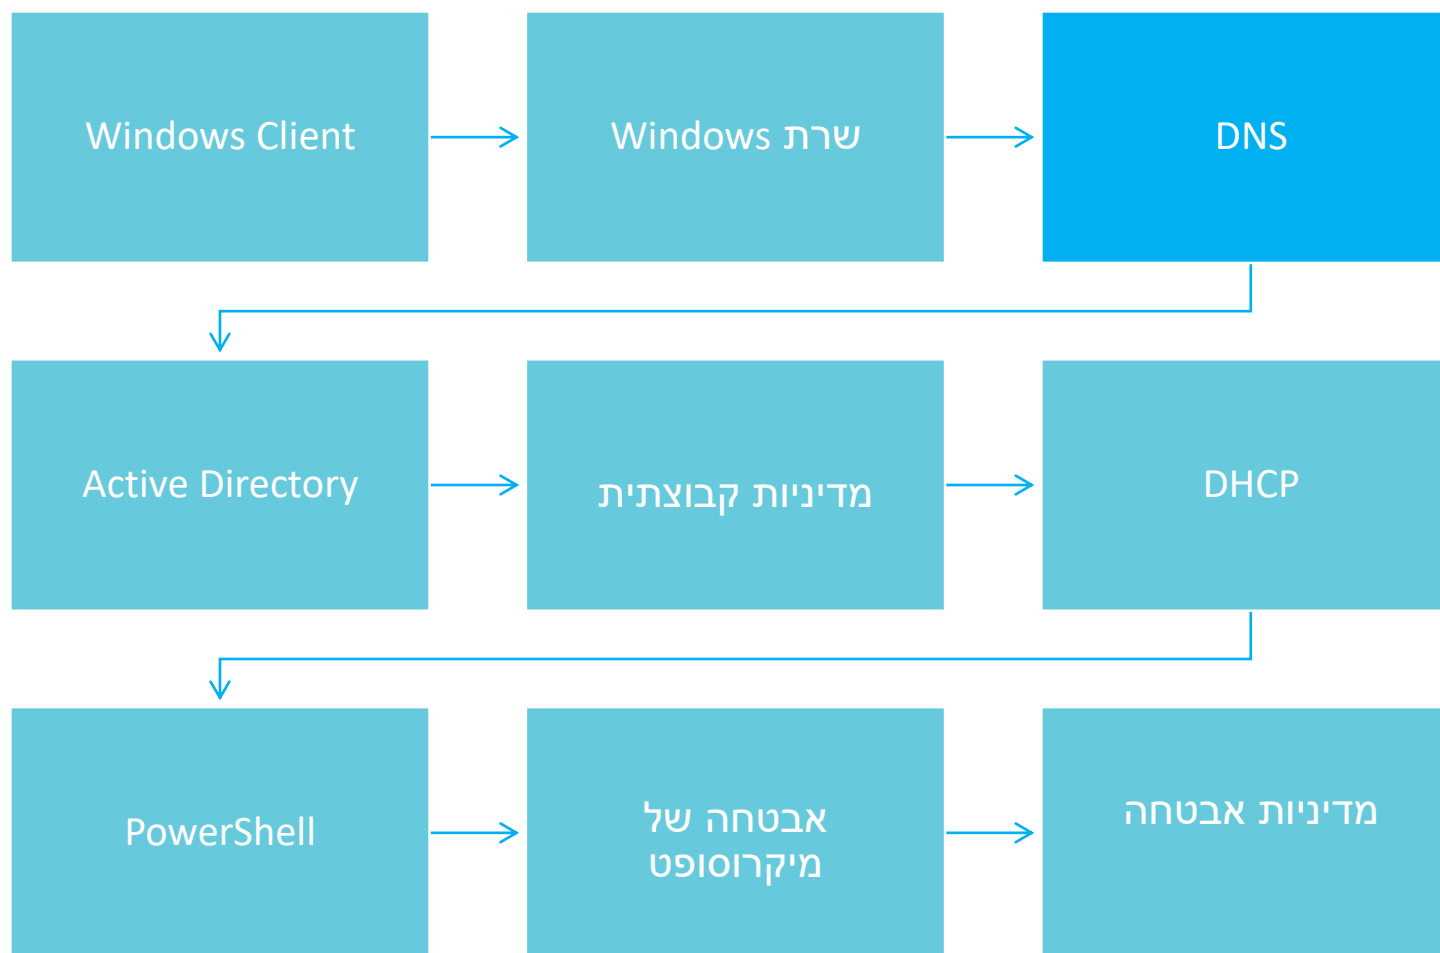 Windows Client
שרת Windows
DNS
Active Directory
מדיניות קבוצתית
DHCP
PowerShell
אבטחה של
מיקרוסופט
מדיניות אבטחה